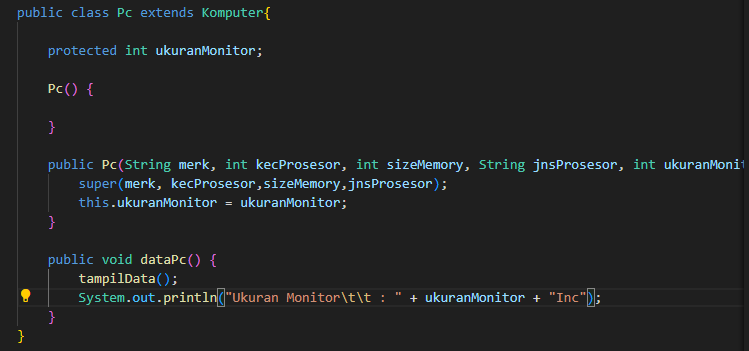 public class Pc extends Komputer{
protected int ukuranMonitor;
Pc() {
}
public Pc(String merk, int kecProsesor, int sizeMemory, String jnsProsesor, int ukuranMonit
super(merk, kecProsesor,sizeMemory,jnsProsesor);
this.ukuranMonitor = ukuranMonitor;
}
public void dataPc() {
tampilData();
System.out.println("Ukuran Monitor\t\t : " + ukuranMonitor + "Inc");
}
}